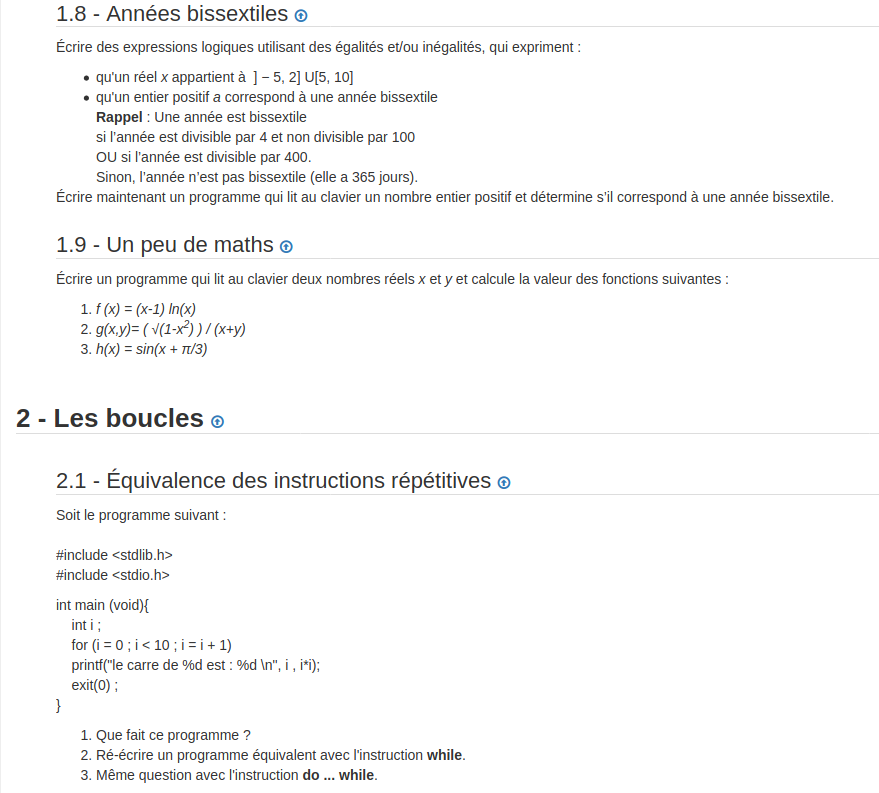 1.8 - Années bissextiles
Écrire des expressions logiques utilisant des égalités et/ou inégalités, qui expriment :
• qu'un réel x appartient à ] − 5, 2] U[5, 10]
• qu'un entier positif a correspond à une année bissextile
Rappel : Une année est bissextile
si l'année est divisible par 4 et non divisible par 100
OU si l'année est divisible par 400.
Sinon, l'année n'est pas bissextile (elle a 365 jours).
Écrire maintenant un programme qui lit au clavier un nombre entier positif et détermine s'il correspond à une année bissextile.
1.9 - Un peu de maths
Écrire un programme qui lit au clavier deux nombres réels x et y et calcule la valeur des fonctions suivantes :
1. f (x) = (x-1) ln(x)
2. g(x,y)= ( √(1-x²) ) / (x+y)
3. h(x) = sin(x + π/3)
2 - Les boucles
2.1 - Équivalence des instructions répétitives
Soit le programme suivant :
#include <stdlib.h>
#include <stdio.h>
int main (void){
int i ;
for (i = 0 ; i < 10 ; i = i + 1)
printf("le carre de %d est : %d \n", i , i*i);
exit(0) ;
}
1. Que fait ce programme ?
2. Ré-écrire un programme équivalent avec l'instruction while.
3. Même question avec l'instruction do ... while.